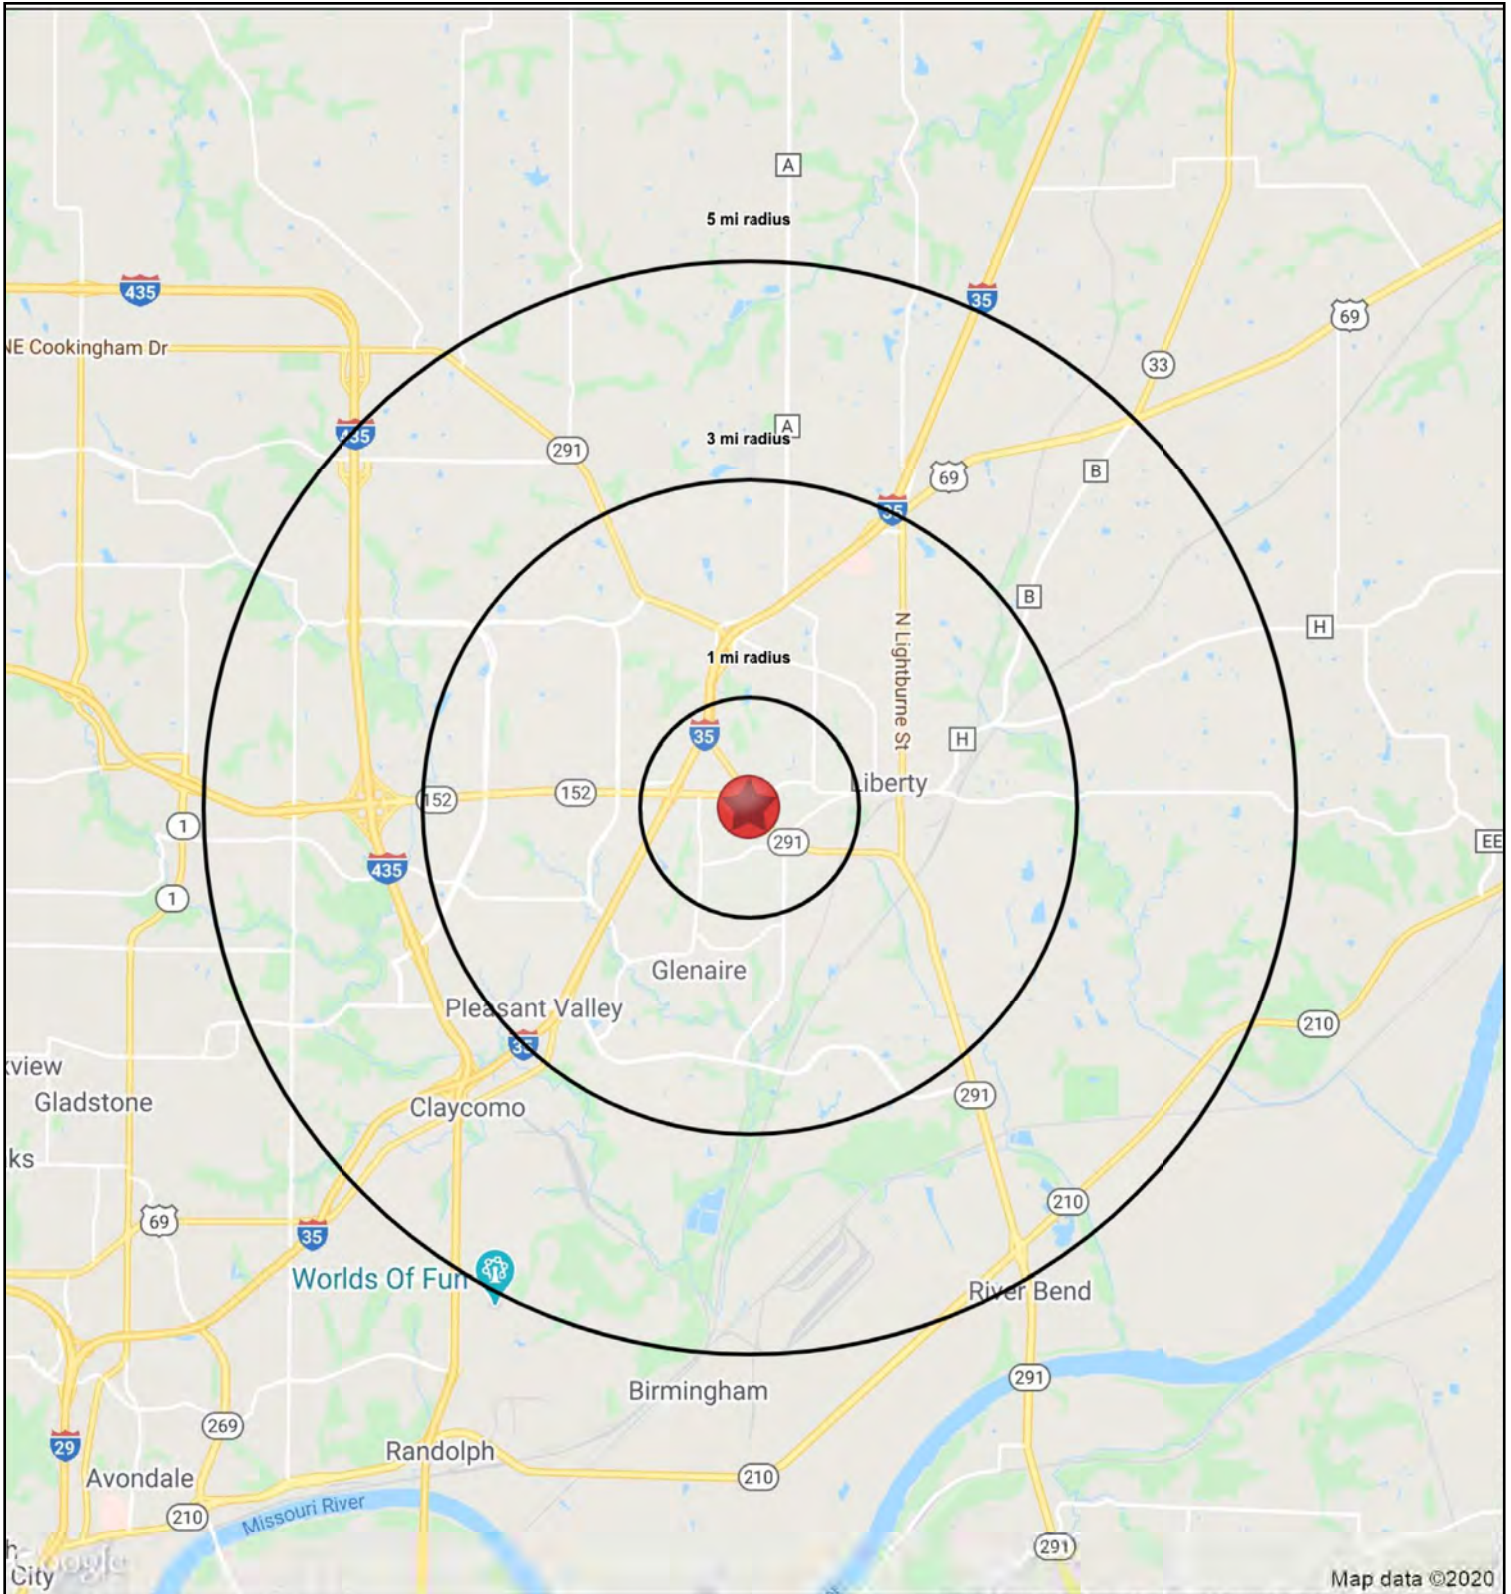 A
5 mi radius
435
35
69
NE Cookingham Dr
33
435
A
3 mi radius
291
B
69
35
B
N Lightburne St
H
1 mi radius
35
H
Liberty
152
152
1
291
EE
435
1
Glenaire
Pleasant Valley
210
35
kview
Gladstone
291
Claycomo
ks
210
69
35
Worlds Of Fun
River Bend
291
Birmingham
269
29
Randolph
Avondale
210
210
Missouri River
291
h
City
Google
Map data ©2020